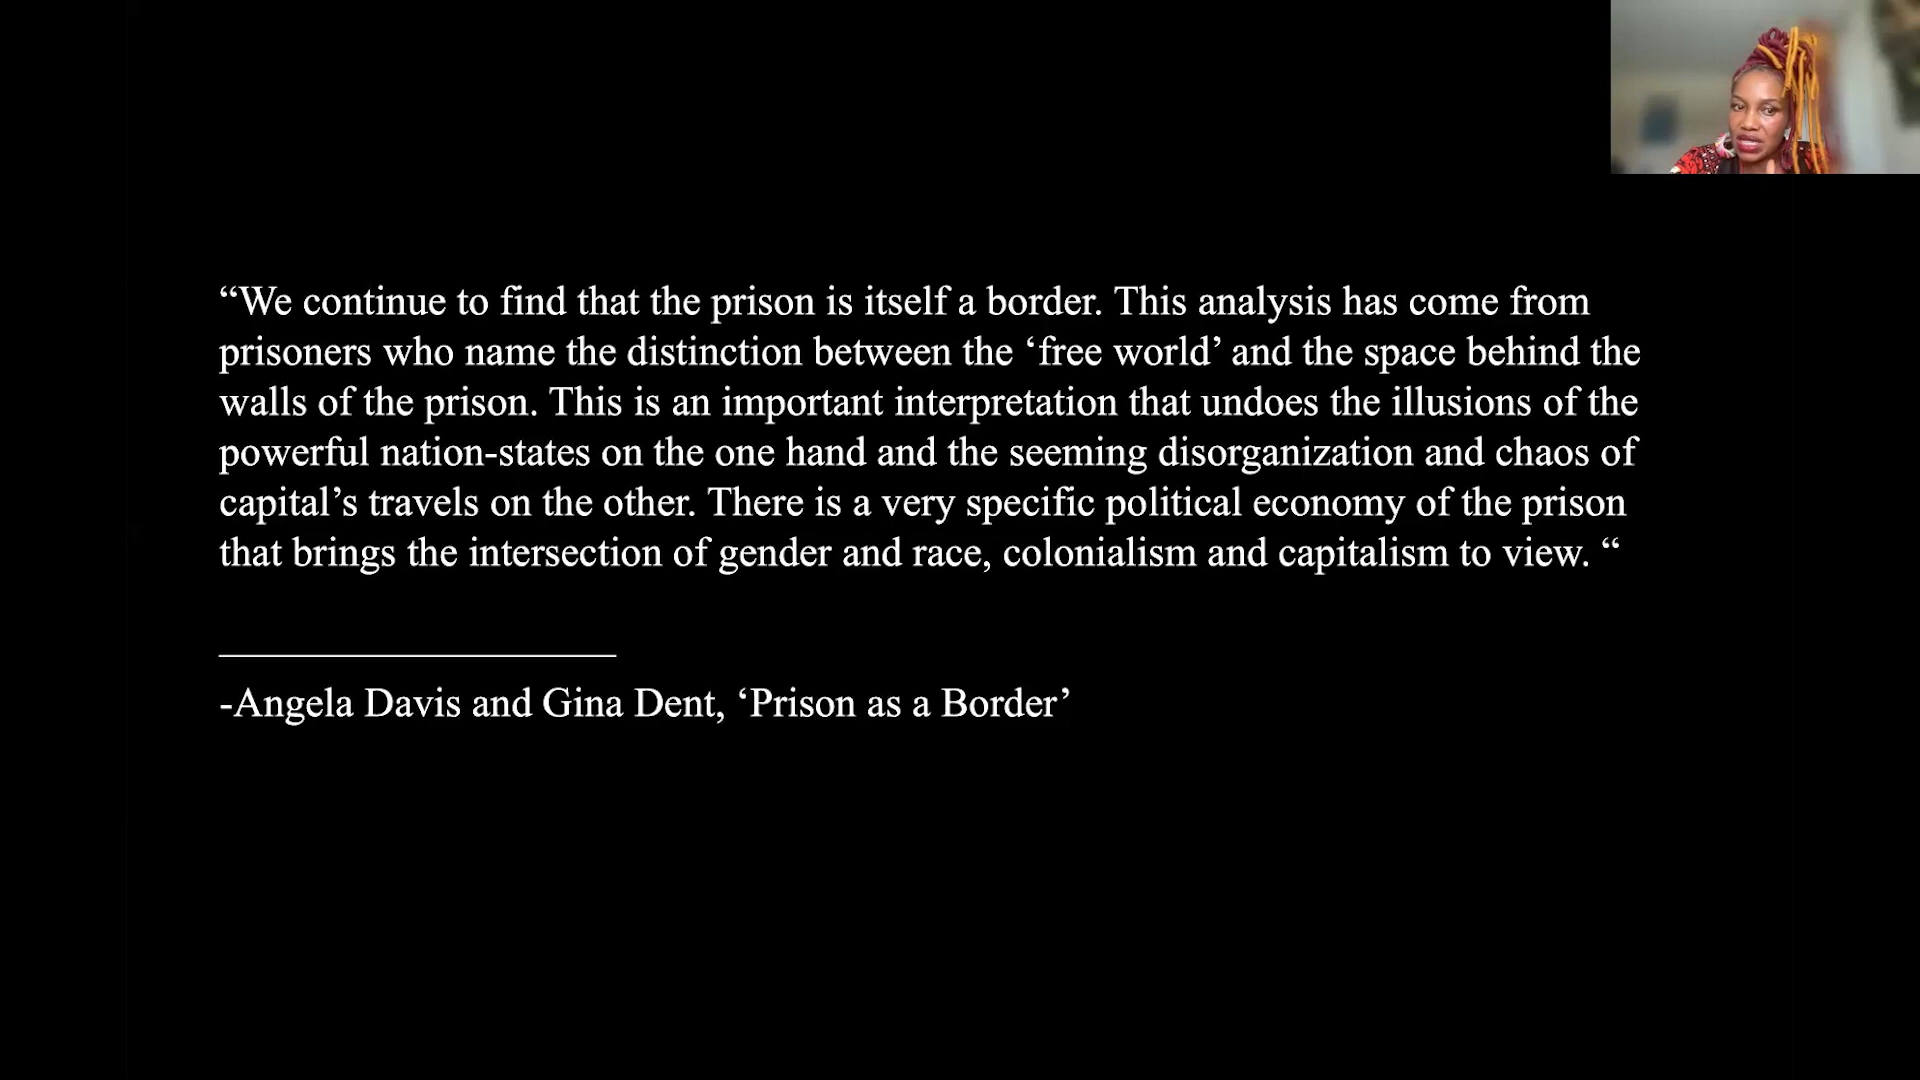 “We continue to find that the prison is itself a border. This analysis has come from
prisoners who name the distinction between the ‘free world’ and the space behind the
walls of the prison. This is an important interpretation that undoes the illusions of the
powerful nation-states on the one hand and the seeming disorganization and chaos of
capital’s travels on the other. There is a very specific political economy of the prison
that brings the intersection of gender and race, colonialism and capitalism to view. “
-Angela Davis and Gina Dent, ‘Prison as a Border’